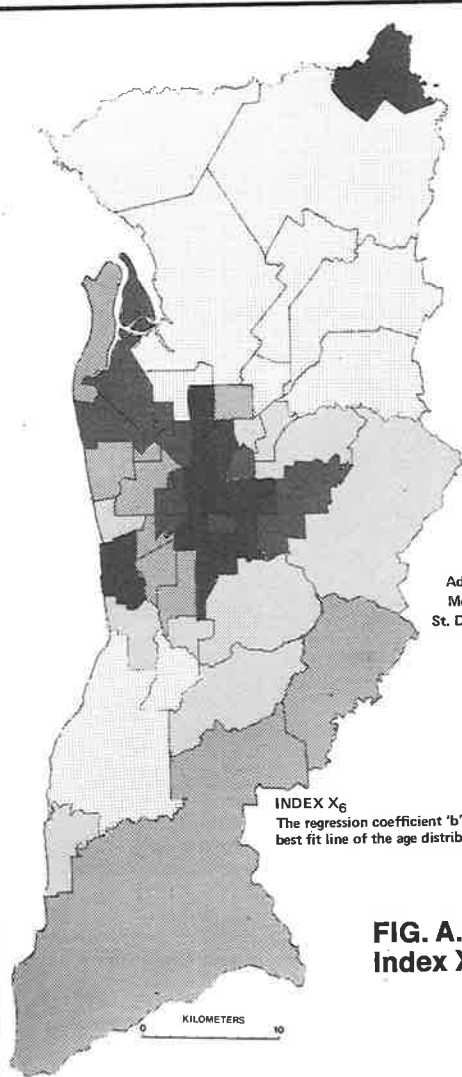 Ad
Me
St. D
INDEX X6
The regression coefficient 'b'
best fit line of the age distrib
FIG. A.
Index X
KILOMETERS
0 10